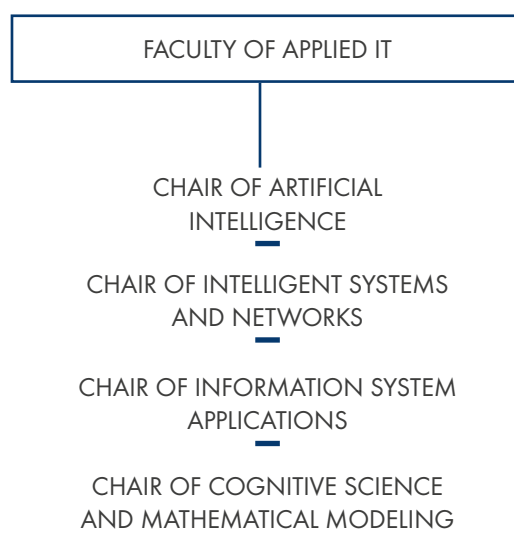 FACULTY OF APPLIED IT
CHAIR OF ARTIFICIAL
INTELLIGENCE
CHAIR OF INTELLIGENT SYSTEMS
AND NETWORKS
CHAIR OF INFORMATION SYSTEM
APPLICATIONS
CHAIR OF COGNITIVE SCIENCE
AND MATHEMATICAL MODELING